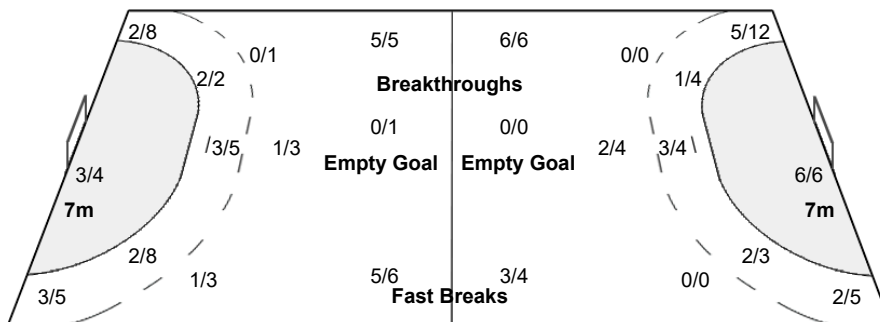 2/8 5/5 6/6 5/12
0/1 0/0
2/2 Breakthroughs 1/4
0/1 0/0
3/5 1/3 2/4 3/4
Empty Goal Empty Goal
3/4 6/6
7m 7m
2/8 2/3
1/3 5/6 3/4 0/0
3/5 Fast Breaks 2/5